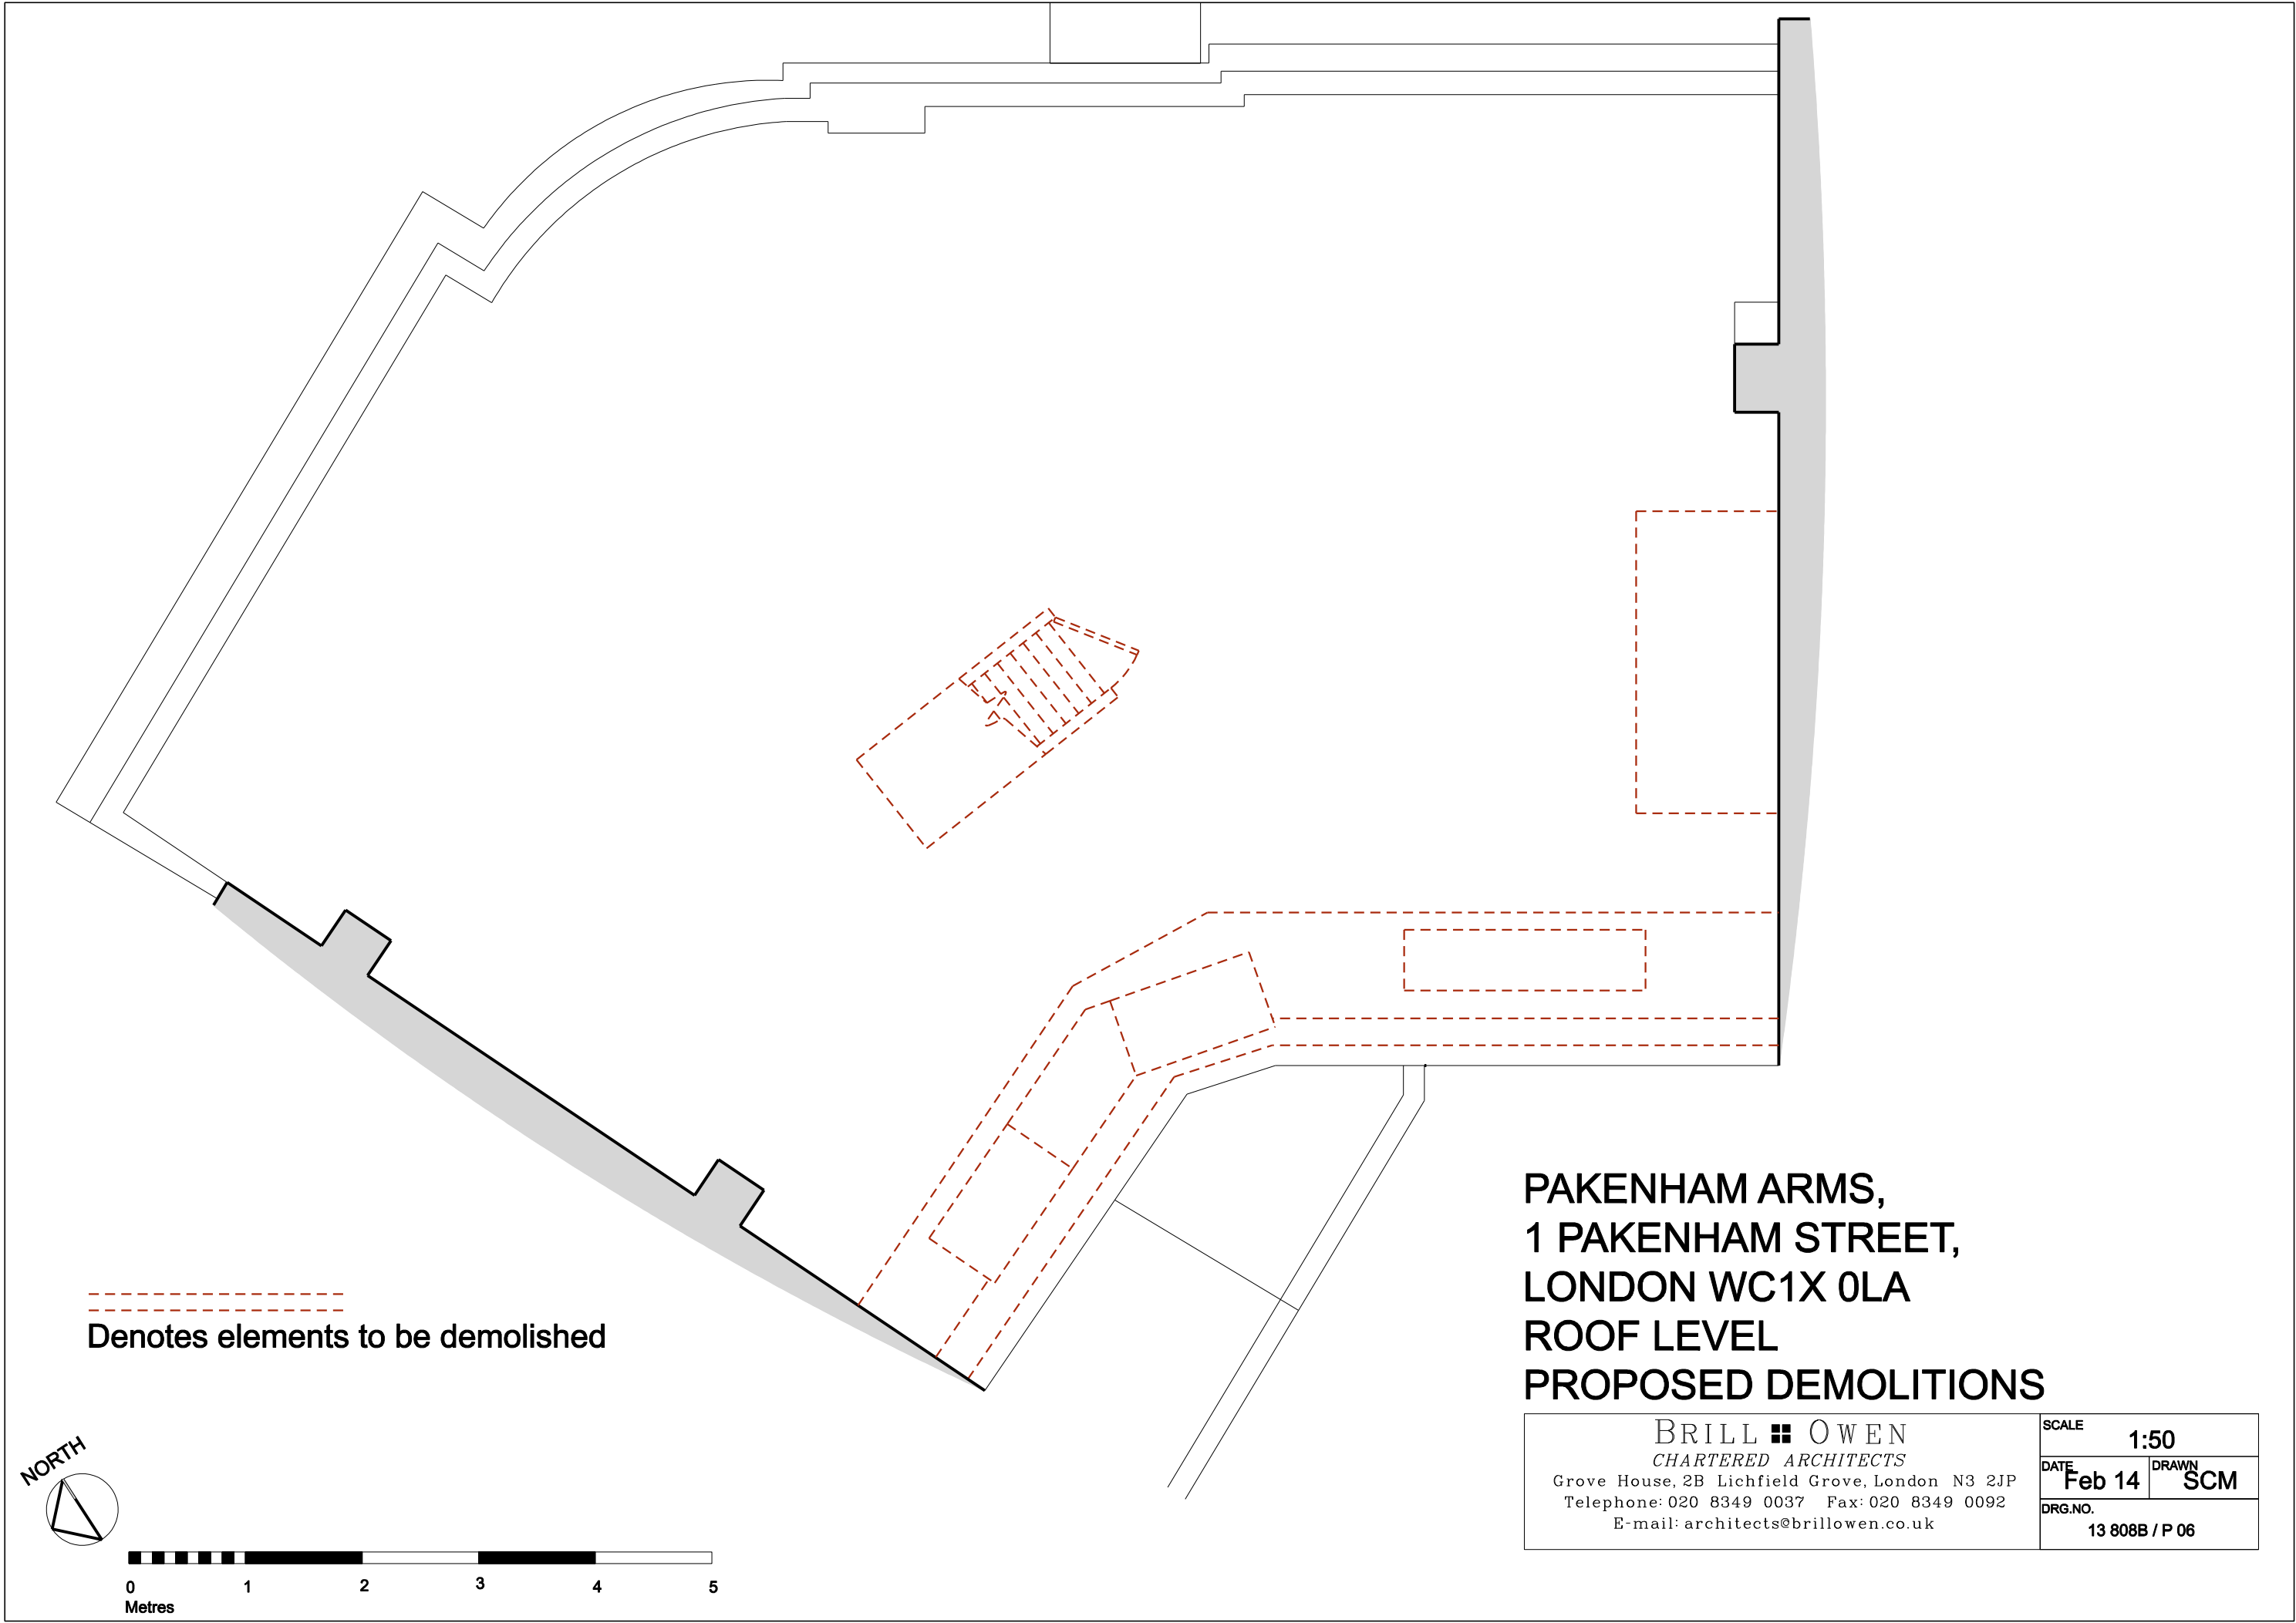 PAKENHAM ARMS,
1 PAKENHAM STREET,
LONDON WC1X 0LA
ROOF LEVEL
PROPOSED DEMOLITIONS
Denotes elements to be demolished
NORTH
0 1 2 3 4 5
Metres
BRILL OWEN
CHARTERED ARCHITECTS
Grove House, 2B Lichfield Grove, London N3 2JP
Telephone: 020 8349 0037 Fax: 020 8349 0092
E-mail: architects@brillowen.co.uk
SCALE
1:50
DATE
Feb 14
DRAWN
SCM
DRG.NO.
13 808B / P 06